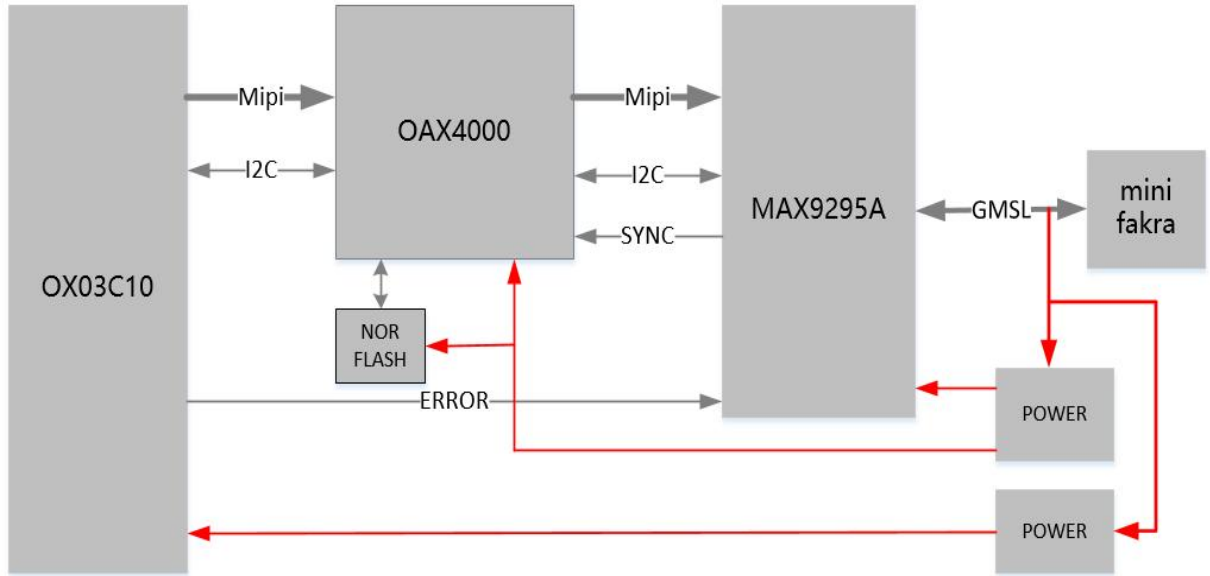 Mipi
OAX4000
Mipi
I2C
I2C
MAX9295A
GMSL
mini
fakra
SYNC
OX03C10
NOR
FLASH
ERROR
POWER
POWER